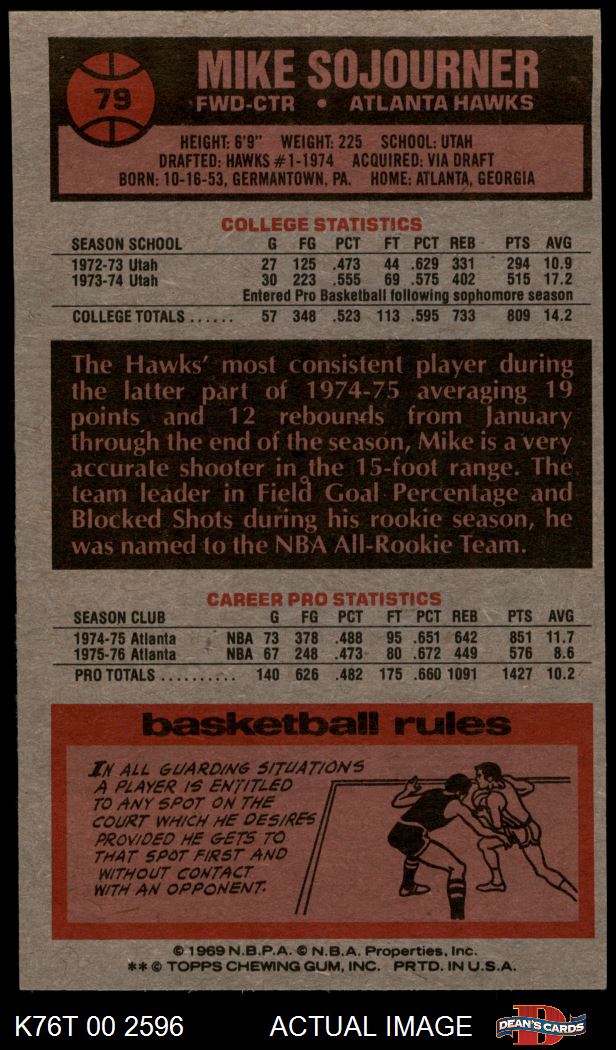 79
MIKE SOJOURNER
FWD-CTR • ATLANTA HAWKS
HEIGHT: 6'9" WEIGHT: 225 SCHOOL: UTAH
DRAFTED: HAWKS #1-1974 ACQUIRED: VIA DRAFT
BORN: 10-16-53, GERMANTOWN, PA. HOME: ATLANTA, GEORGIA
COLLEGE STATISTICS
SEASON SCHOOL G FG PCT FT PCT REB PTS AVG
1972-73 Utah 27 125 .473 44 .629 331 294 10.9
1973-74 Utah 30 223 .555 69 .575 402 515 17.2
Entered Pro Basketball following sophomore season
COLLEGE TOTALS ...... 57 348 .523 113 .595 733 809 14.2
The Hawks' most consistent player during
the latter part of 1974-75 averaging 19
points and 12 rebounds from January
through the end of the season, Mike is a very
accurate shooter in the 15-foot range. The
team leader in Field Goal Percentage and
Blocked Shots during his rookie season, he
was named to the NBA All-Rookie Team.
CAREER PRO STATISTICS
SEASON CLUB G FG PCT FT PCT REB PTS AVG
1974-75 Atlanta NBA 73 378 .488 95 .651 642 851 11.7
1975-76 Atlanta NBA 67 248 .473 80 .672 449 576 8.6
PRO TOTALS .......... 140 626 .482 175 .660 1091 1427 10.2
basketball rules
IN ALL GUARDING SITUATIONS
A PLAYER IS ENTITLED
TO ANY SPOT ON THE
COURT WHICH HE DESIRES
PROVIDED HE GETS TO
THAT SPOT FIRST AND
WITHOUT CONTACT
WITH AN OPPONENT.
© 1969 N.B.P.A. © N.B.A. Properties, Inc.
** © TOPPS CHEWING GUM, INC. PRTD. IN U.S.A.
K76T 00 2596 ACTUAL IMAGE
D
DEAN'S CARDS